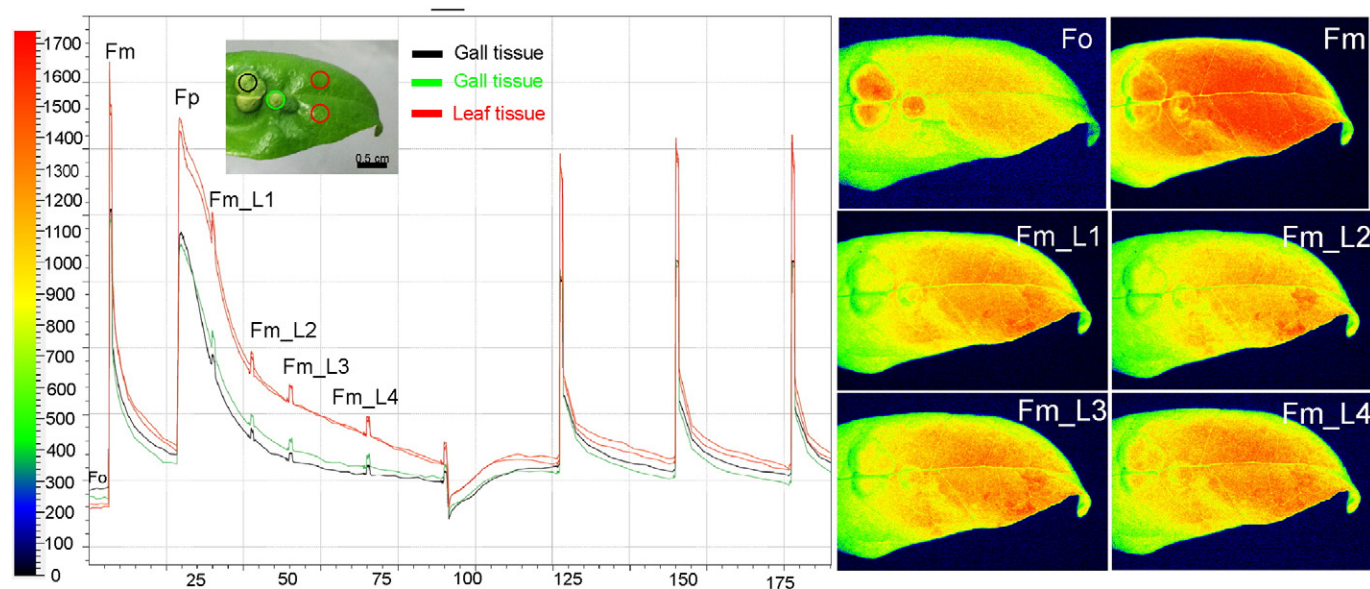 1700
1600
1500
1400
1300
1200
1100
1000
900
800
700
600
500
400
300
200
100
0
Fm
Fp
Fm_L1
Fm_L2
Fm_L3
Fm_L4
Fo
0.5 cm
Gall tissue
Gall tissue
Leaf tissue
25 50 75 100 125 150 175
Fo
Fm
Fm_L1
Fm_L2
Fm_L3
Fm_L4